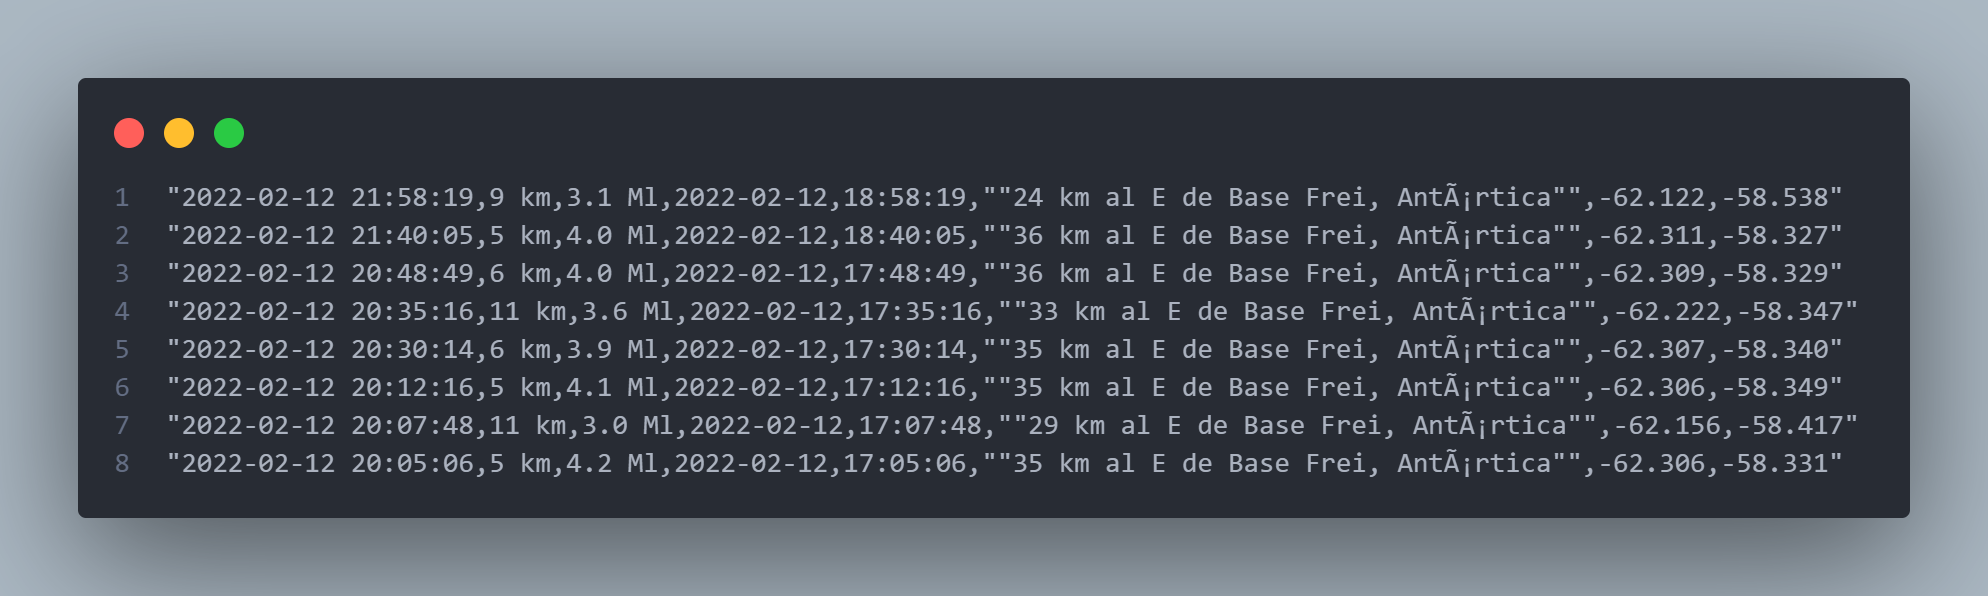 1 "2022-02-12 21:58:19,9 km,3.1 Ml,2022-02-12,18:58:19,""24 km al E de Base Frei, AntÃ¡rtica"",-62.122,-58.538"
2 "2022-02-12 21:40:05,5 km,4.0 Ml,2022-02-12,18:40:05,""36 km al E de Base Frei, AntÃ¡rtica"",-62.311,-58.327"
3 "2022-02-12 20:48:49,6 km,4.0 Ml,2022-02-12,17:48:49,""36 km al E de Base Frei, AntÃ¡rtica"",-62.309,-58.329"
4 "2022-02-12 20:35:16,11 km,3.6 Ml,2022-02-12,17:35:16,""33 km al E de Base Frei, AntÃ¡rtica"",-62.222,-58.347"
5 "2022-02-12 20:30:14,6 km,3.9 Ml,2022-02-12,17:30:14,""35 km al E de Base Frei, AntÃ¡rtica"",-62.307,-58.340"
6 "2022-02-12 20:12:16,5 km,4.1 Ml,2022-02-12,17:12:16,""35 km al E de Base Frei, AntÃ¡rtica"",-62.306,-58.349"
7 "2022-02-12 20:07:48,11 km,3.0 Ml,2022-02-12,17:07:48,""29 km al E de Base Frei, AntÃ¡rtica"",-62.156,-58.417"
8 "2022-02-12 20:05:06,5 km,4.2 Ml,2022-02-12,17:05:06,""35 km al E de Base Frei, AntÃ¡rtica"",-62.306,-58.331"